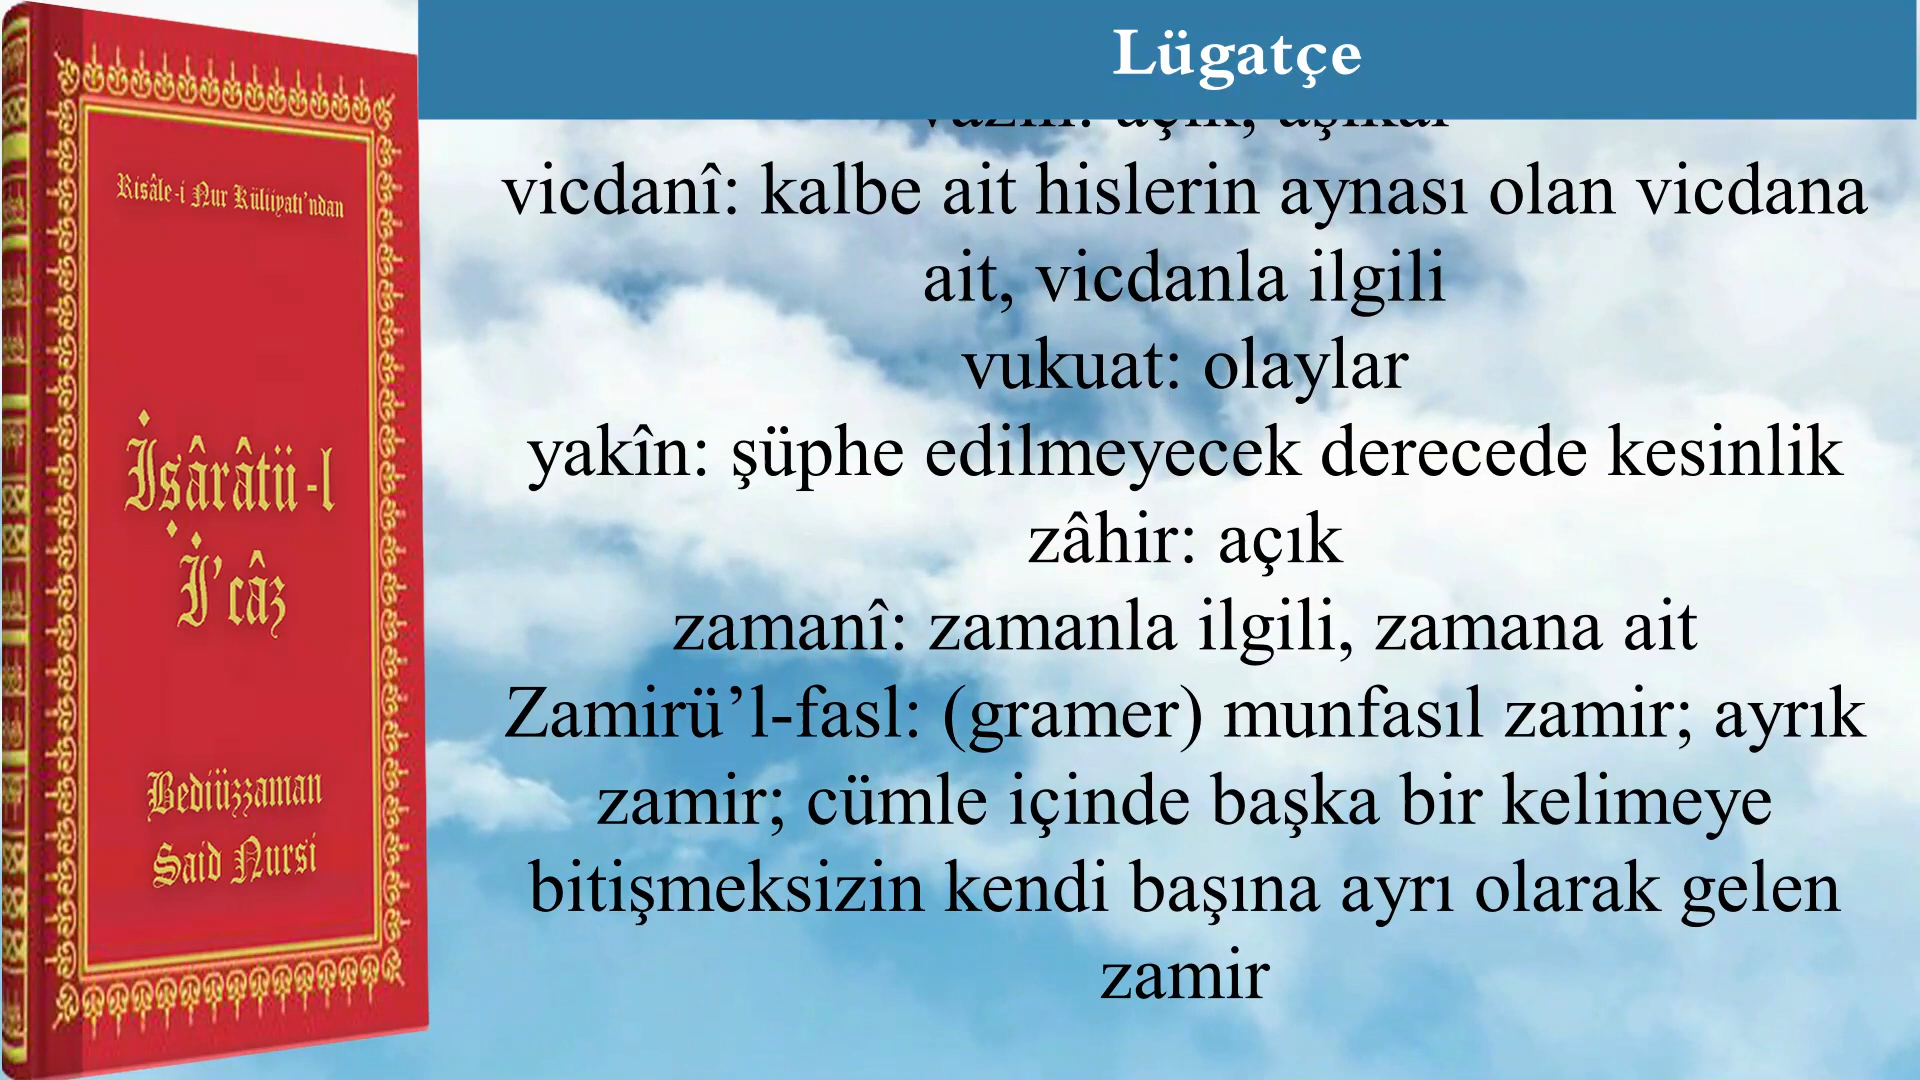 Lügatçe
Risâle-i Nur Külliyatı’ndan
İşârâtü-l
İ’câz
Bediüzzaman
Said Nursi
açık, aşikâr
vicdanî: kalbe ait hislerin aynası olan vicdana
ait, vicdanla ilgili
vukuat: olaylar
yakîn: şüphe edilmeyecek derecede kesinlik
zâhir: açık
zamanî: zamanla ilgili, zamana ait
Zamirü’l-fasl: (gramer) munfasıl zamir; ayrık
zamir; cümle içinde başka bir kelimeye
bitişmeksizin kendi başına ayrı olarak gelen
zamir